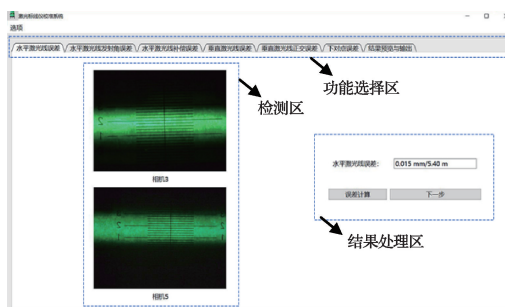 激光标线仪校准系统
选项
水平激光线误差 水平激光线发射角误差 水平激光线补偿误差 垂直激光线误差 垂直激光线正交误差 下对点误差 结果预览与输出
功能选择区
检测区
水平激光线误差: 0.015 mm/5.40 m
相机3
误差计算 下一步
结果处理区
相机5